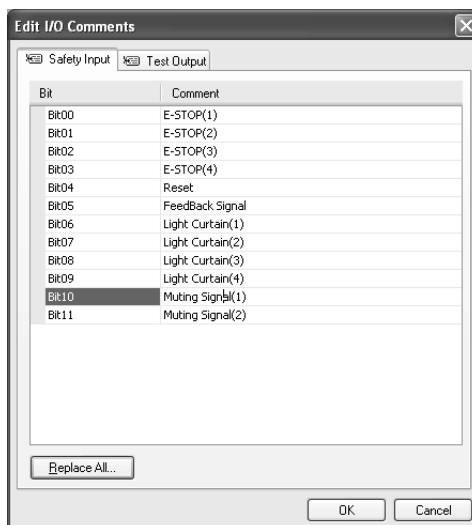 Edit I/O Comments
Safety Input Test Output
Bit Comment
Bit00 E-STOP(1)
Bit01 E-STOP(2)
Bit02 E-STOP(3)
Bit03 E-STOP(4)
Bit04 Reset
Bit05 FeedBack Signal
Bit06 Light Curtain(1)
Bit07 Light Curtain(2)
Bit08 Light Curtain(3)
Bit09 Light Curtain(4)
Bit10 Muting Signal(1)
Bit11 Muting Signal(2)
Replace All...
OK Cancel